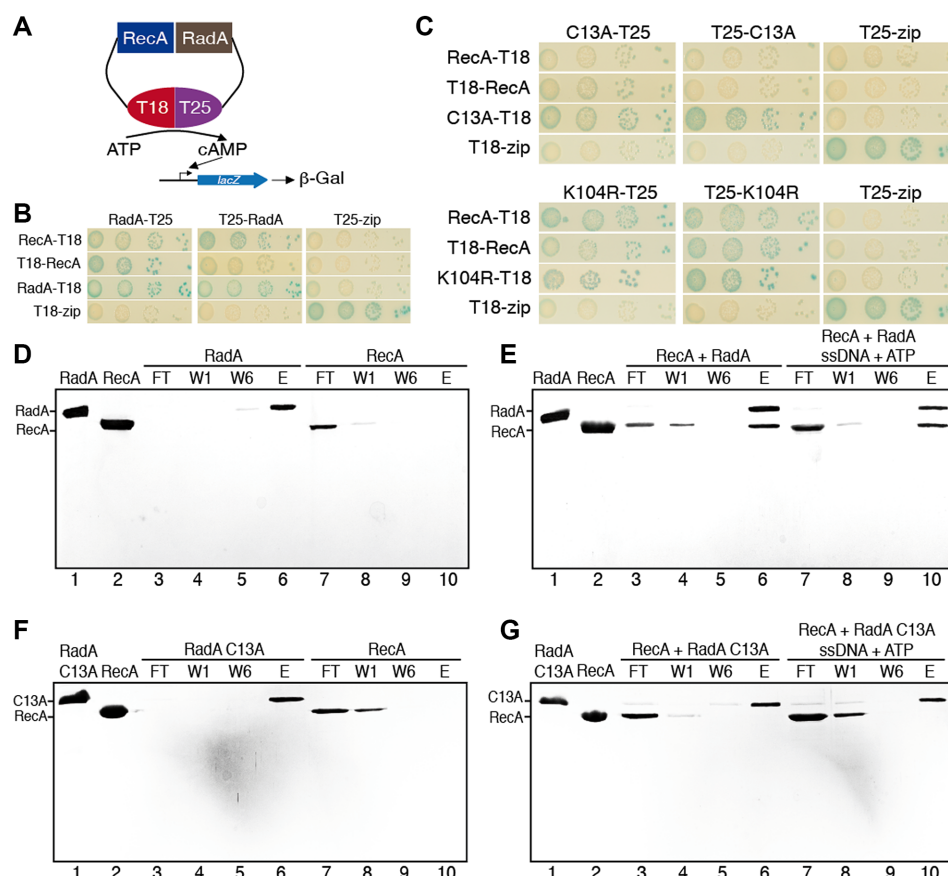 A
RecA RadA
T18 T25
ATP cAMP
lacZ β-Gal
B
RadA-T25 T25-RadA T25-zip
RecA-T18
T18-RecA
RadA-T18
T18-zip
C
C13A-T25 T25-C13A T25-zip
RecA-T18
T18-RecA
C13A-T18
T18-zip
K104R-T25 T25-K104R T25-zip
RecA-T18
T18-RecA
K104R-T18
T18-zip
D
RadA RecA
RadA RecA FT W1 W6 E FT W1 W6 E
RadA
RecA
1 2 3 4 5 6 7 8 9 10
E
RecA + RadA
RecA + RadA
ssDNA + ATP
RadA RecA FT W1 W6 E FT W1 W6 E
RadA
RecA
1 2 3 4 5 6 7 8 9 10
F
RadA C13A RecA
RadA
C13A RecA FT W1 W6 E FT W1 W6 E
C13A
RecA
1 2 3 4 5 6 7 8 9 10
G
RecA + RadA C13A
RecA + RadA C13A
ssDNA + ATP
RadA
C13A RecA FT W1 W6 E FT W1 W6 E
C13A
RecA
1 2 3 4 5 6 7 8 9 10